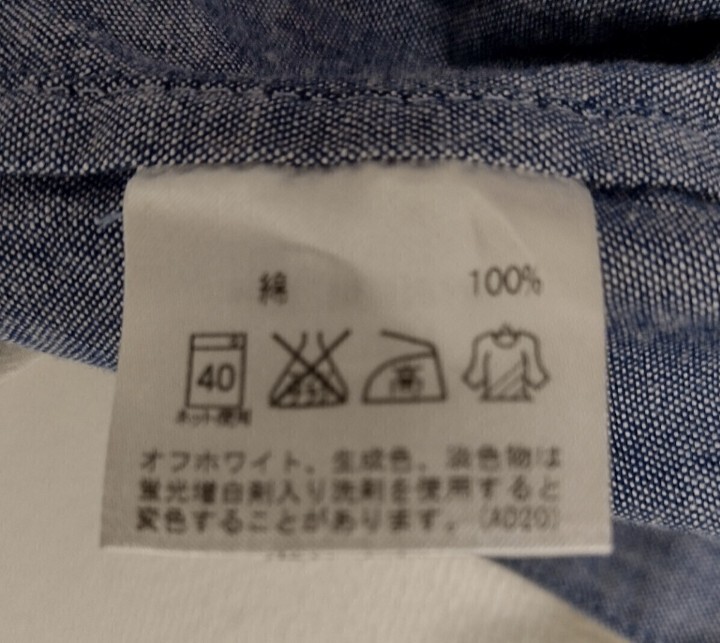 綿 100%
40 高
ネット使用
オフホワイト、生成色、淡色物は
蛍光増白剤入り洗剤を使用すると
変色することがあります。(A020)